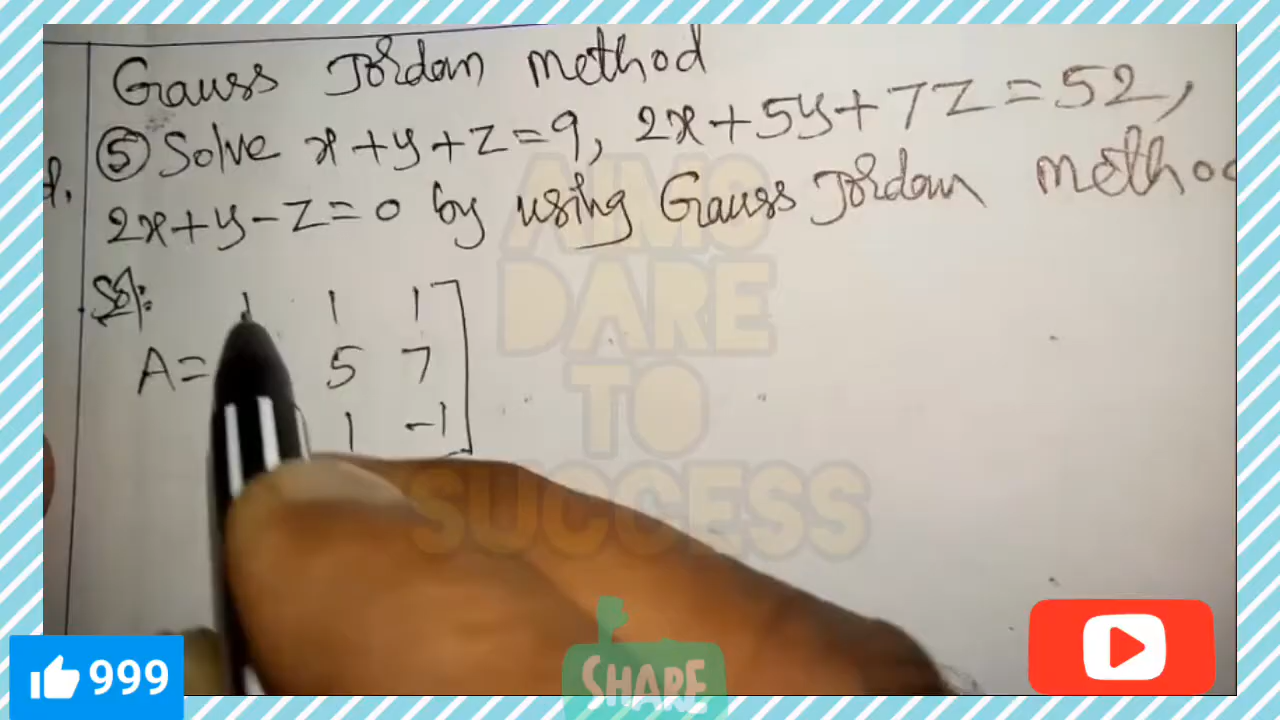 Gauss Jordan method
⑤ Solve x+y+z=9, 2x+5y+7z=52,
2x+y-z=0 by using Gauss Jordan method
Sol:
1 1 1
A= 5 7
1 -1
AIMS
DARE
TO
SUCCESS
999
SHARE